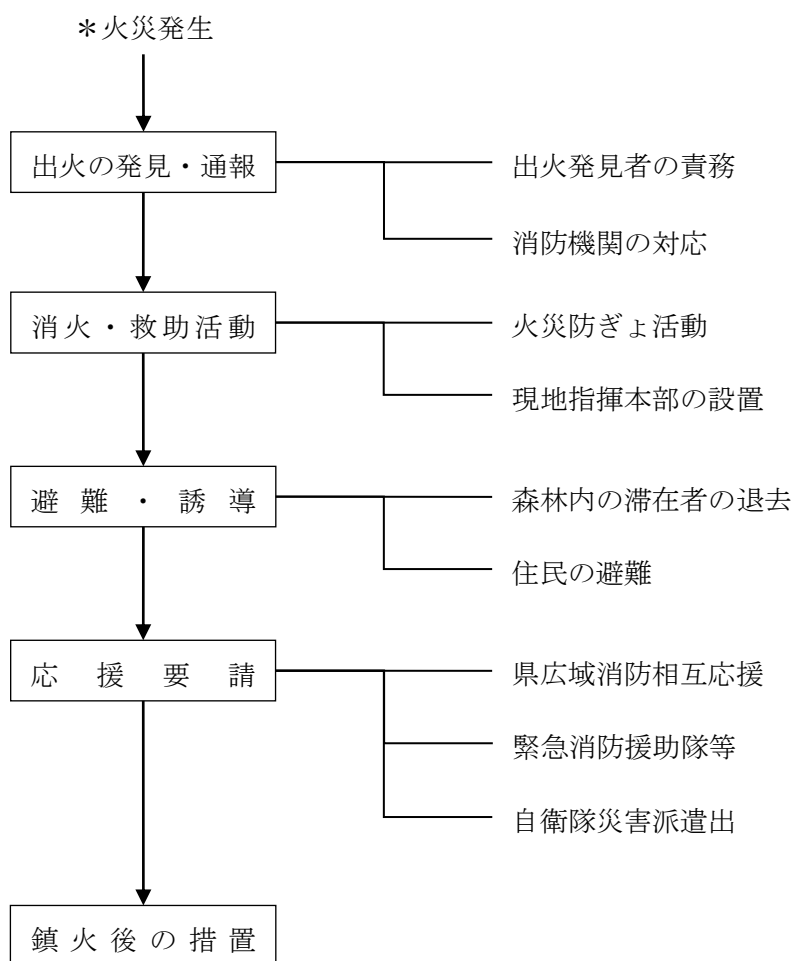 ＊火災発生
出火の発見・通報
出火発見者の責務
消防機関の対応
消火・救助活動
火災防ぎょ活動
現地指揮本部の設置
避難・誘導
森林内の滞在者の退去
住民の避難
応援要請
県広域消防相互応援
緊急消防援助隊等
自衛隊災害派遣出
鎮火後の措置